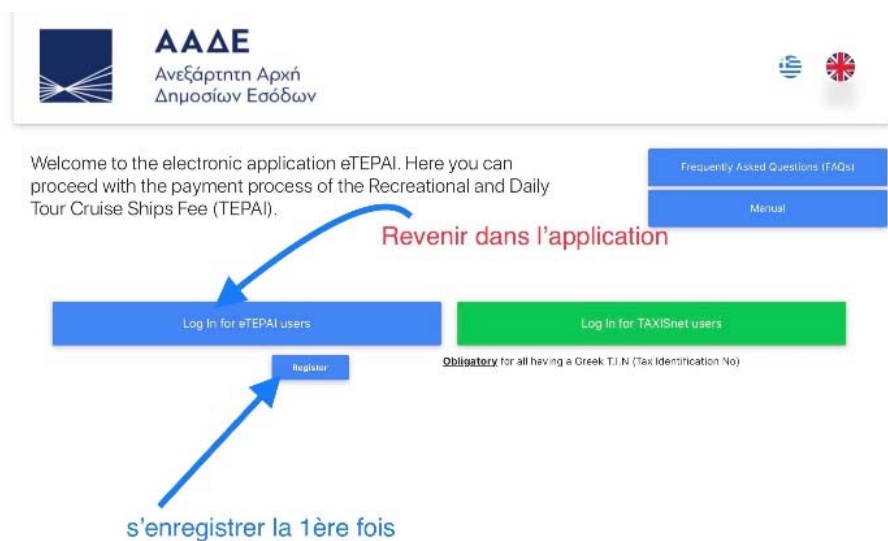 ΑΑΔΕ
Ανεξάρτητη Αρχή
Δημοσίων Εσόδων
Welcome to the electronic application eTEPAI. Here you can
proceed with the payment process of the Recreational and Daily
Tour Cruise Ships Fee (TEPAI).
Frequently Asked Questions (FAQs)
Manual
Revenir dans l'application
Log In for eTEPAI users
Log In for TAXISnet users
Register
Obligatory for all having a Greek T.I.N (Tax Identification No)
s'enregistrer la 1ère fois